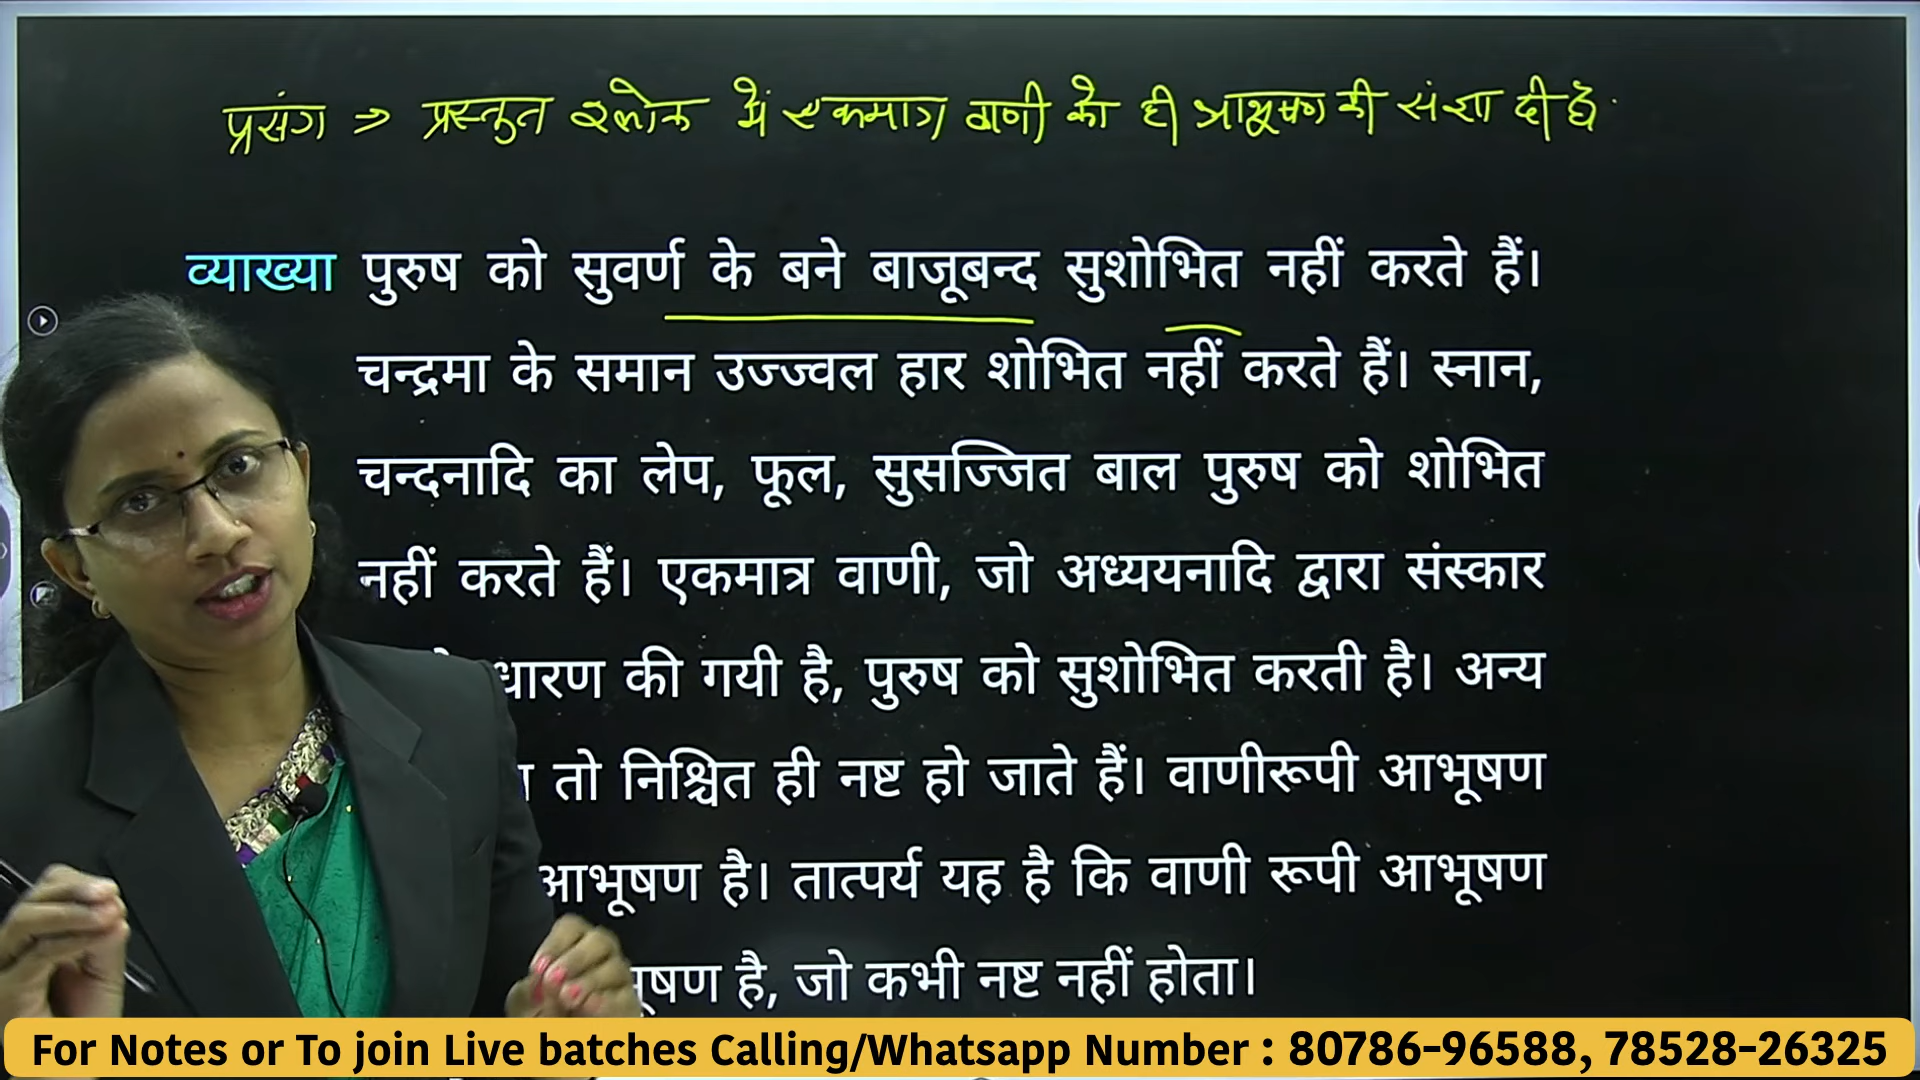 प्रसंग ⇒ प्रस्तुत श्लोक में एकमात्र वाणी को ही आभूषण की संज्ञा दी है.
व्याख्या पुरुष को सुवर्ण के बने बाजूबन्द सुशोभित नहीं करते हैं।
चन्द्रमा के समान उज्ज्वल हार शोभित नहीं करते हैं। स्नान,
चन्दनादि का लेप, फूल, सुसज्जित बाल पुरुष को शोभित
नहीं करते हैं। एकमात्र वाणी, जो अध्ययनादि द्वारा संस्कार
धारण की गयी है, पुरुष को सुशोभित करती है। अन्य
तो निश्चित ही नष्ट हो जाते हैं। वाणीरूपी आभूषण
आभूषण है। तात्पर्य यह है कि वाणी रूपी आभूषण
है, जो कभी नष्ट नहीं होता।
For Notes or To join Live batches Calling/Whatsapp Number : 80786-96588, 78528-26325